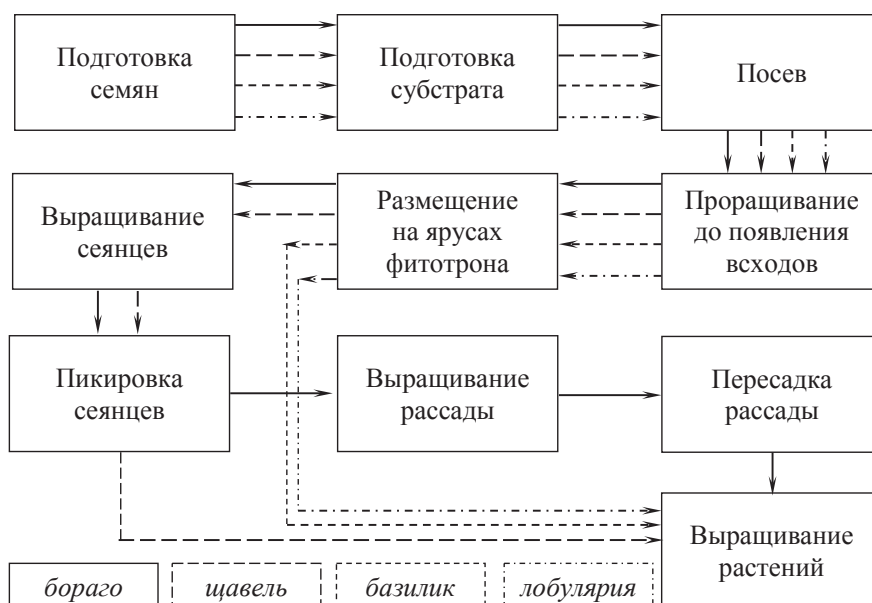 Подготовка
семян
Подготовка
субстрата
Посев
Выращивание
сеянцев
Размещение
на ярусах
фитотрона
Проращивание
до появления
всходов
Пикировка
сеянцев
Выращивание
рассады
Пересадка
рассады
Выращивание
растений
бораго
щавель
базилик
лобулярия